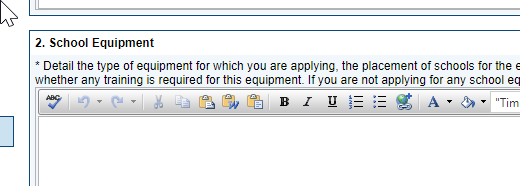 2. School Equipment
* Detail the type of equipment for which you are applying, the placement of schools for the e
whether any training is required for this equipment. If you are not applying for any school eq
ABC B I U A "Tim